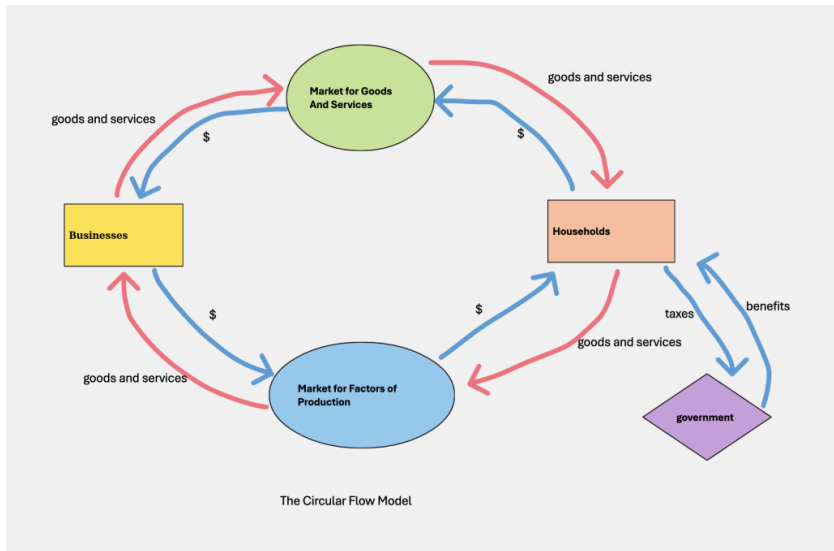 goods and services
Market for Goods
And Services
goods and services
$
$
Businesses
Households
$
$
taxes
benefits
goods and services
goods and services
Market for Factors of
Production
government
The Circular Flow Model